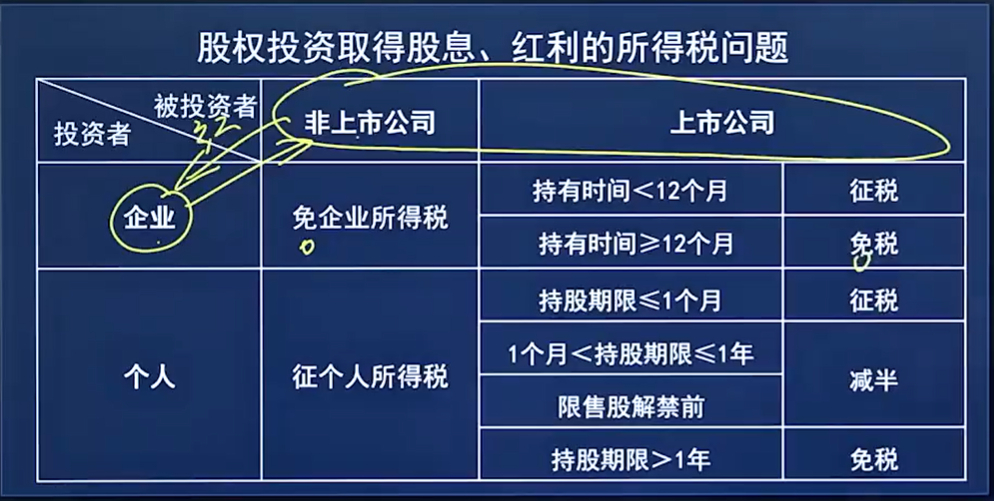 股权投资取得股息、红利的所得税问题
被投资者
投资者
非上市公司
上市公司
企业
免企业所得税
持有时间<12个月
征税
持有时间≥12个月
免税
个人
征个人所得税
持股期限≤1个月
征税
1个月<持股期限≤1年
减半
限售股解禁前
持股期限>1年
免税